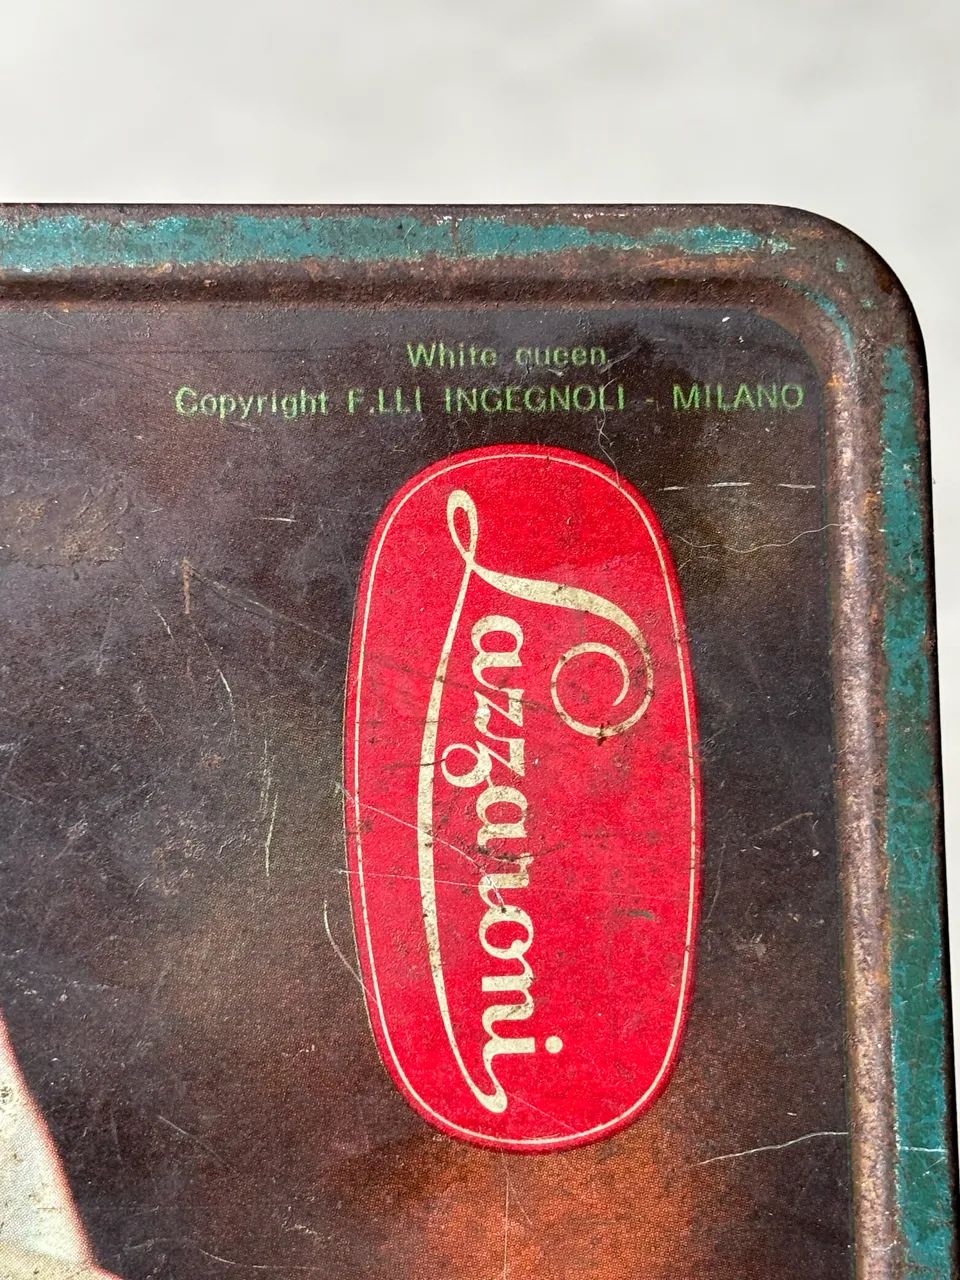 White queen
Copyright F.LLI INGEGNOLI - MILANO
Lazzaroni